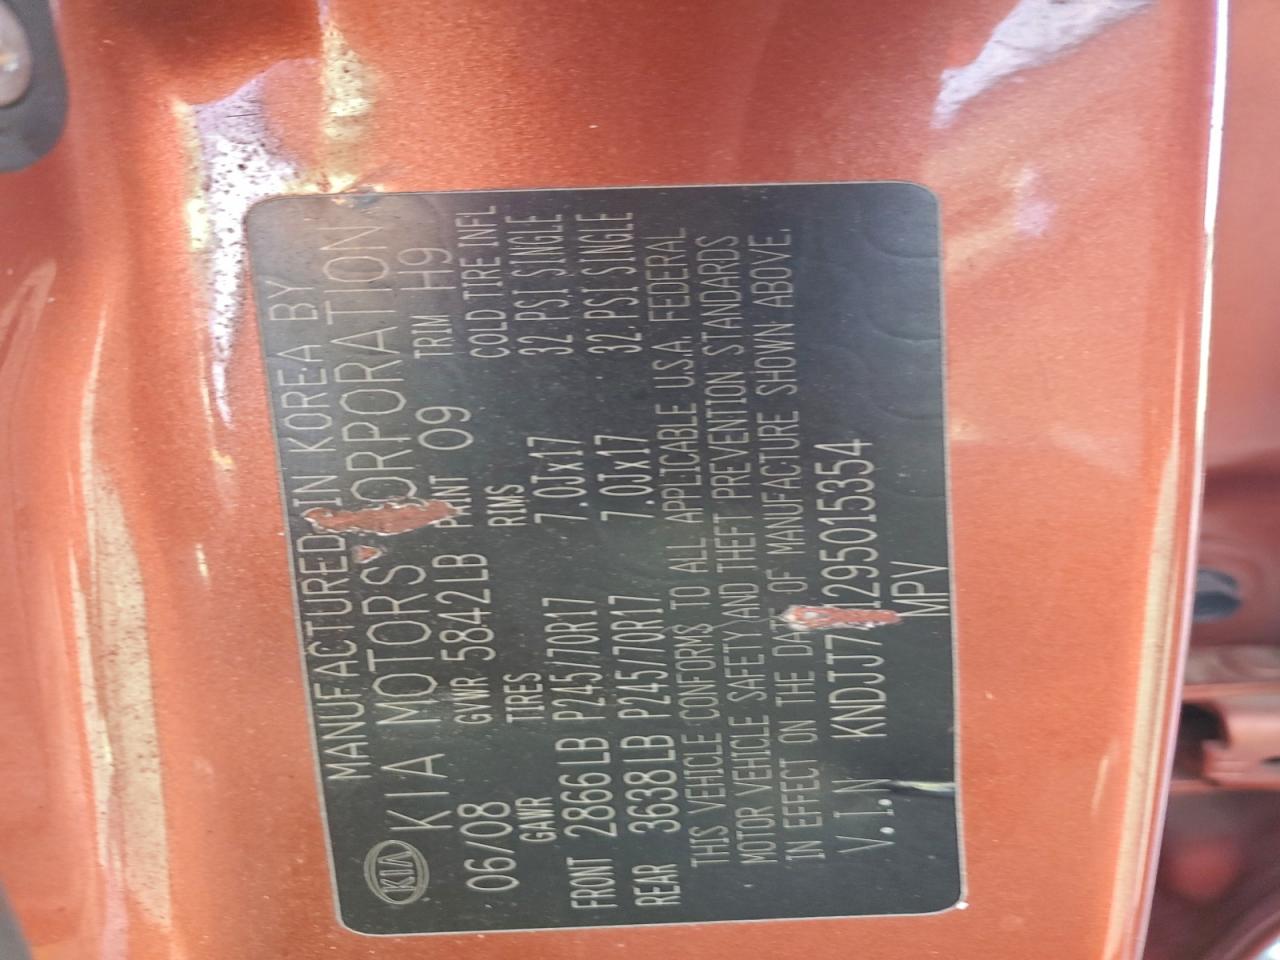 MANUFACTURED IN KOREA BY
KIA KIA MOTORS CORPORATION
06/08 GVWR 5842LB PAINT 09 TRIM H9
GAWR TIRES RIMS COLD TIRE INFL
FRONT 2866LB P245/70R17 7.0Jx17 32 PSI SINGLE
REAR 3638LB P245/70R17 7.0Jx17 32 PSI SINGLE
THIS VEHICLE CONFORMS TO ALL APPLICABLE U.S.A. FEDERAL
MOTOR VEHICLE SAFETY AND THEFT PREVENTION STANDARDS
IN EFFECT ON THE DATE OF MANUFACTURE SHOWN ABOVE.
V.I.N
MPV